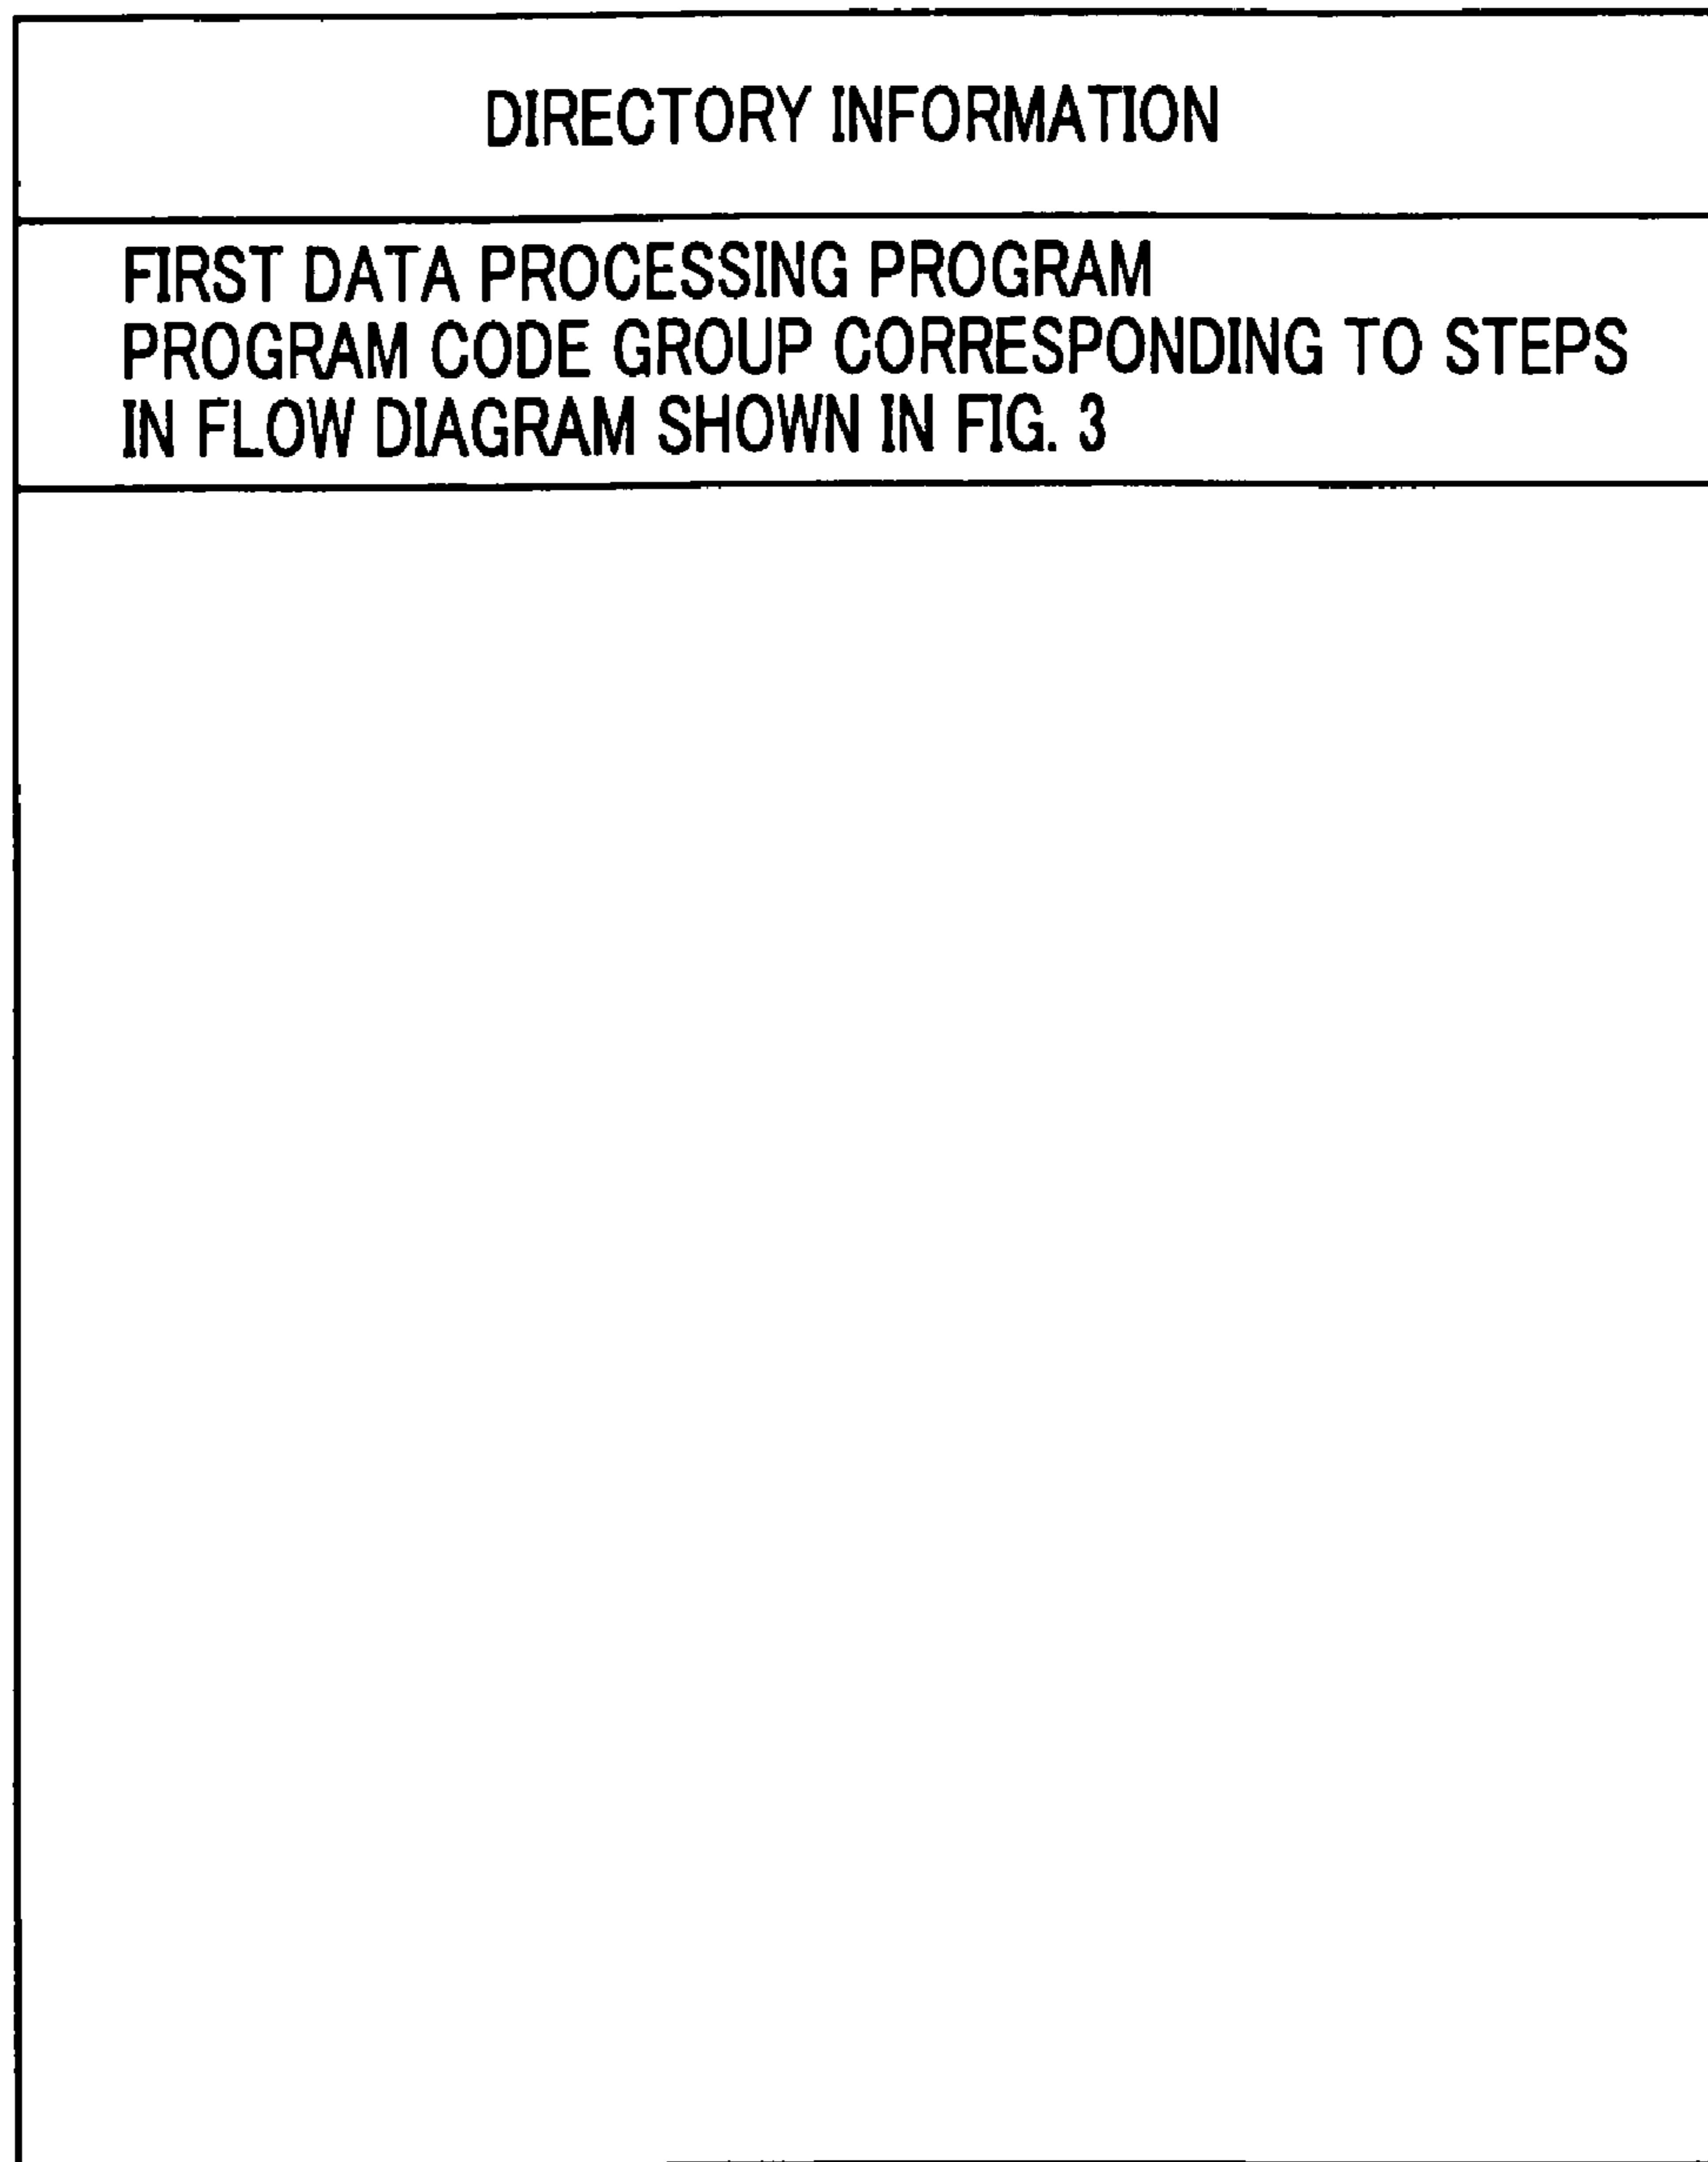 DIRECTORY INFORMATION
FIRST DATA PROCESSING PROGRAM
PROGRAM CODE GROUP CORRESPONDING TO STEPS
IN FLOW DIAGRAM SHOWN IN FIG. 3